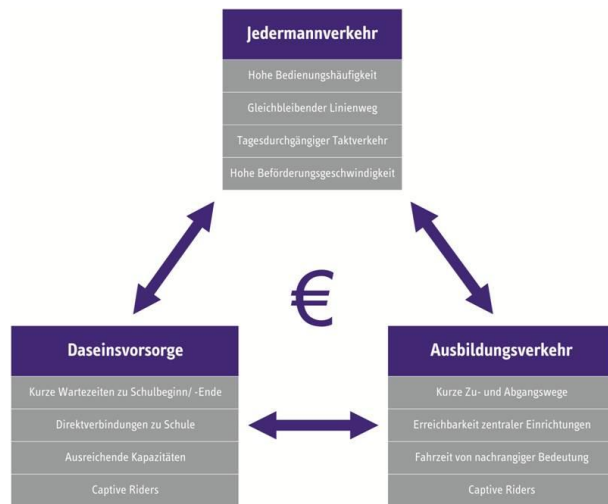 Jedermannverkehr
Hohe Bedienungshäufigkeit
Gleichbleibender Linienweg
Tagesdurchgängiger Taktverkehr
Hohe Beförderungsgeschwindigkeit
€
Daseinsvorsorge
Kurze Wartezeiten zu Schulbeginn/ -Ende
Direktverbindungen zu Schule
Ausreichende Kapazitäten
Captive Riders
Ausbildungsverkehr
Kurze Zu- und Abgangswege
Erreichbarkeit zentraler Einrichtungen
Fahrzeit von nachrangiger Bedeutung
Captive Riders